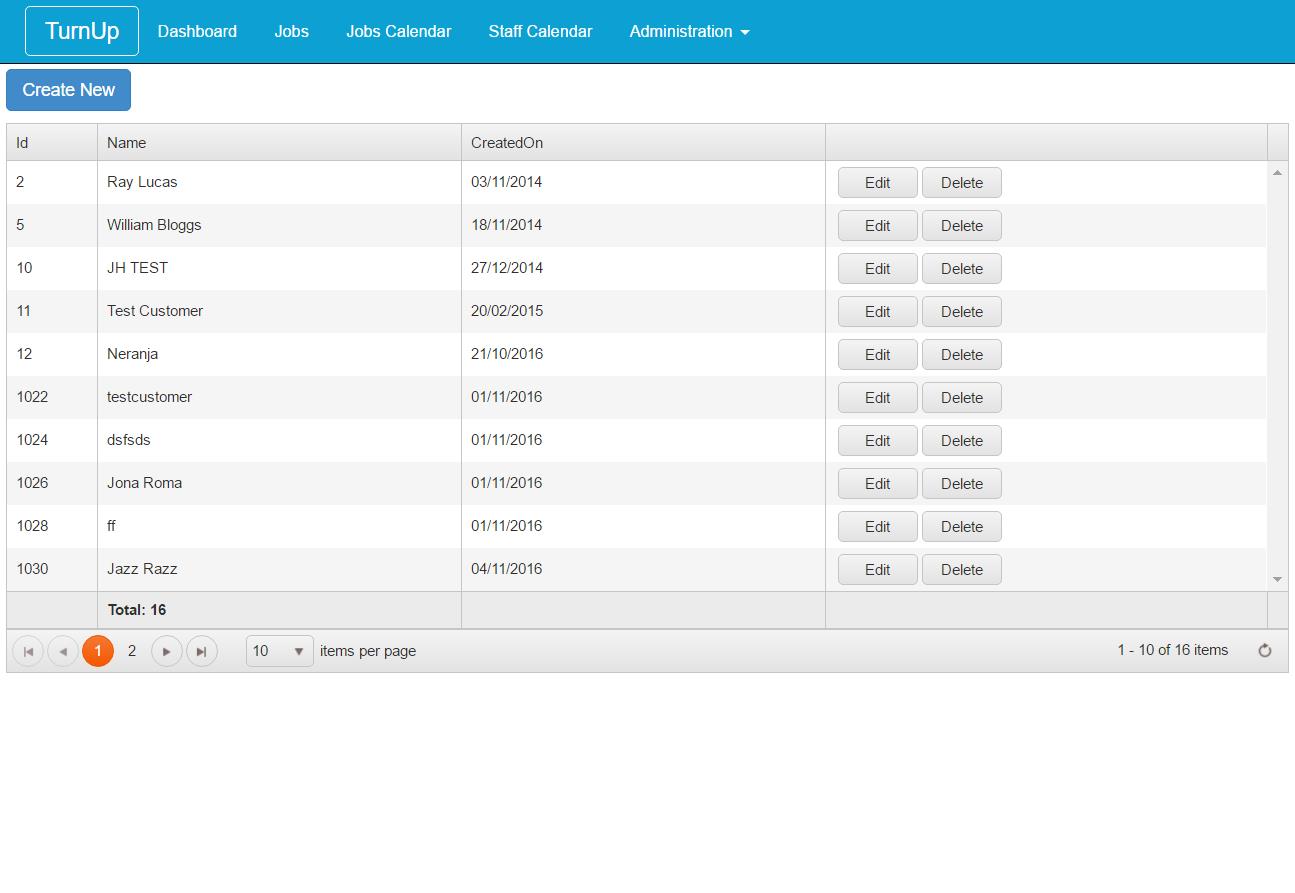 TurnUp Dashboard Jobs Jobs Calendar Staff Calendar Administration
Create New
Id Name CreatedOn
2 Ray Lucas 03/11/2014 Edit Delete
5 William Bloggs 18/11/2014 Edit Delete
10 JH TEST 27/12/2014 Edit Delete
11 Test Customer 20/02/2015 Edit Delete
12 Neranja 21/10/2016 Edit Delete
1022 testcustomer 01/11/2016 Edit Delete
1024 dsfsds 01/11/2016 Edit Delete
1026 Jona Roma 01/11/2016 Edit Delete
1028 ff 01/11/2016 Edit Delete
1030 Jazz Razz 04/11/2016 Edit Delete
Total: 16
1 2 10 items per page 1 - 10 of 16 items